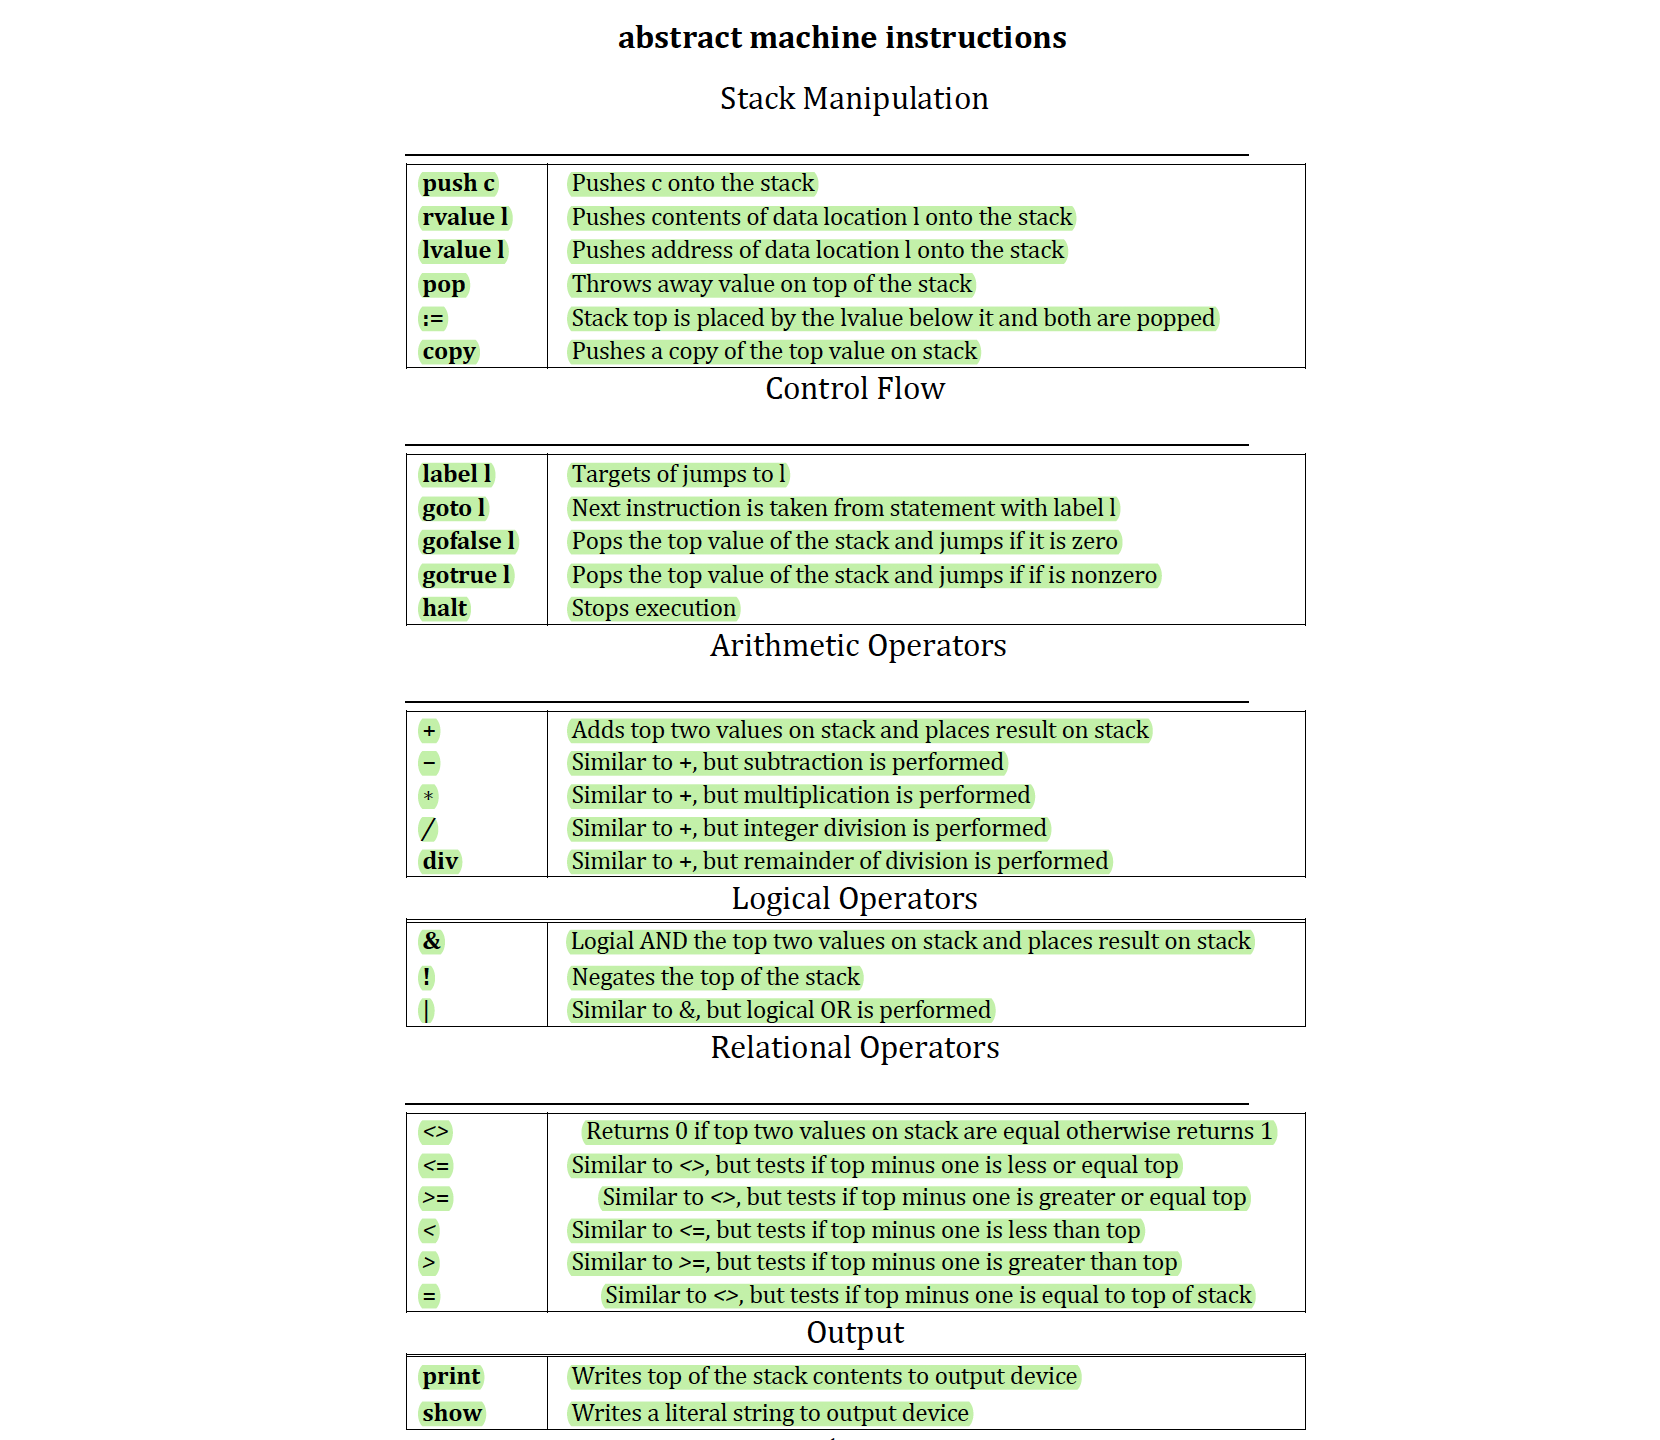 abstract machine instructions
Stack Manipulation
push c Pushes c onto the stack
rvalue l Pushes contents of data location l onto the stack
lvalue l Pushes address of data location l onto the stack
pop Throws away value on top of the stack
:= Stack top is placed by the lvalue below it and both are popped
copy Pushes a copy of the top value on stack
Control Flow
label l Targets of jumps to l
goto l Next instruction is taken from statement with label l
gofalse l Pops the top value of the stack and jumps if it is zero
gotrue l Pops the top value of the stack and jumps if if is nonzero
halt Stops execution
Arithmetic Operators
+ Adds top two values on stack and places result on stack
− Similar to +, but subtraction is performed
* Similar to +, but multiplication is performed
/ Similar to +, but integer division is performed
div Similar to +, but remainder of division is performed
Logical Operators
& Logial AND the top two values on stack and places result on stack
! Negates the top of the stack
| Similar to &, but logical OR is performed
Relational Operators
<> Returns 0 if top two values on stack are equal otherwise returns 1
<= Similar to <>, but tests if top minus one is less or equal top
>= Similar to <>, but tests if top minus one is greater or equal top
< Similar to <=, but tests if top minus one is less than top
> Similar to >=, but tests if top minus one is greater than top
= Similar to <>, but tests if top minus one is equal to top of stack
Output
print Writes top of the stack contents to output device
show Writes a literal string to output device